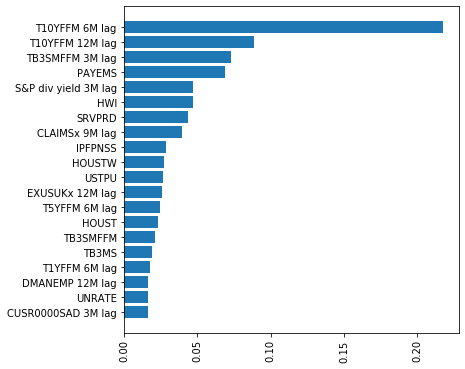 T10YFFM 6M lag
T10YFFM 12M lag
TB3SMFFM 3M lag
PAYEMS
S&P div yield 3M lag
HWI
SRVPRD
CLAIMSx 9M lag
IPFPNSS
HOUSTW
USTPU
EXUSUKx 12M lag
T5YFFM 6M lag
HOUST
TB3SMFFM
TB3MS
T1YFFM 6M lag
DMANEMP 12M lag
UNRATE
CUSR0000SAD 3M lag
0.00 0.05 0.10 0.15 0.20